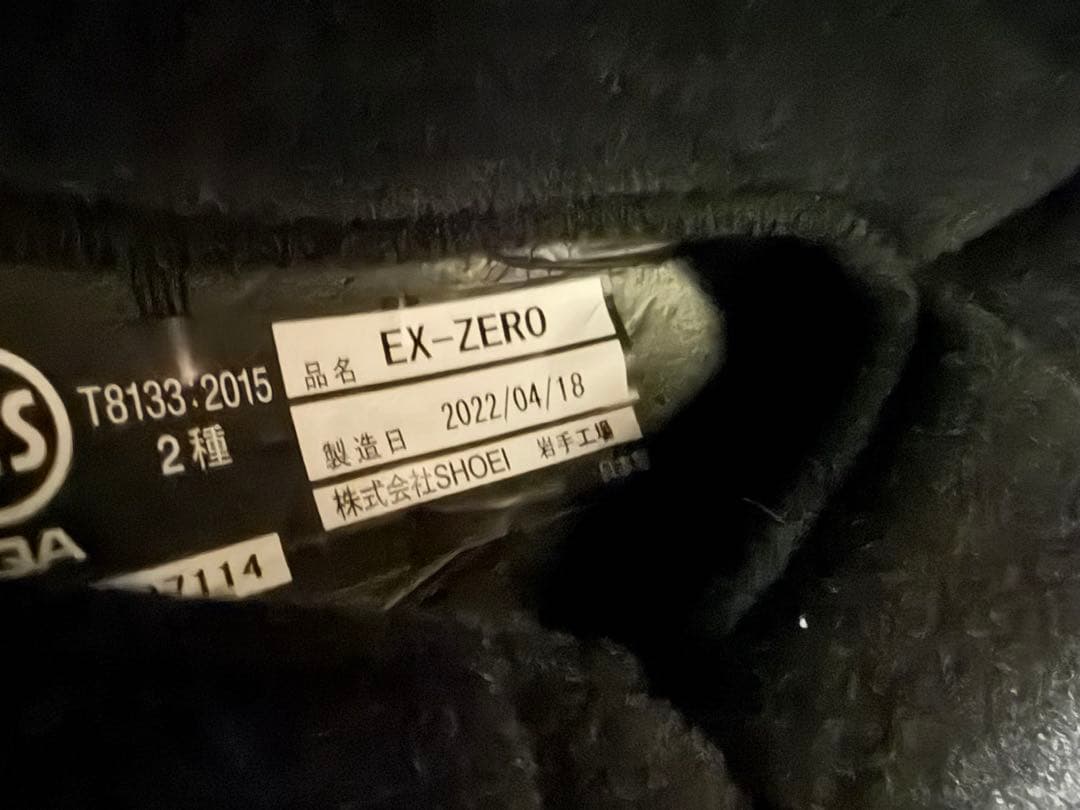 品名 EX-ZERO
製造日 2022/04/18
株式会社SHOEI 岩手工場
T8133:2015
2種
7114